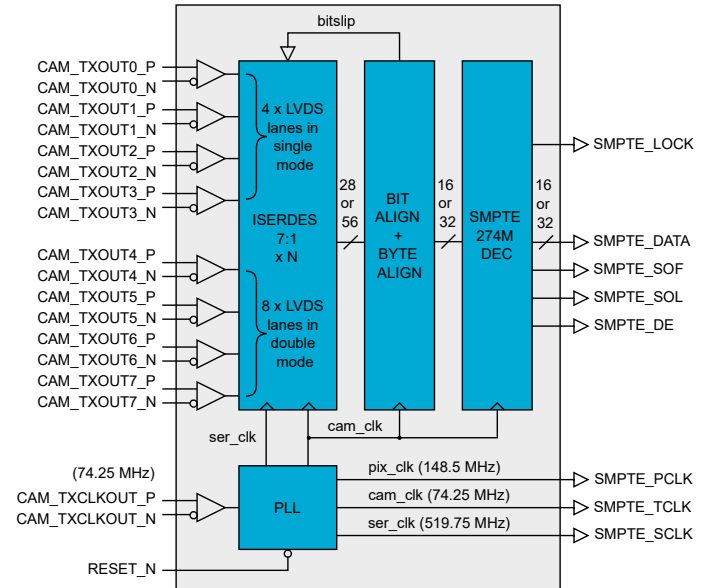 bitslip
CAM_TXOUT0_P
CAM_TXOUT0_N
CAM_TXOUT1_P
CAM_TXOUT1_N
CAM_TXOUT2_P
CAM_TXOUT2_N
CAM_TXOUT3_P
CAM_TXOUT3_N
CAM_TXOUT4_P
CAM_TXOUT4_N
CAM_TXOUT5_P
CAM_TXOUT5_N
CAM_TXOUT6_P
CAM_TXOUT6_N
CAM_TXOUT7_P
CAM_TXOUT7_N
4 x LVDS
lanes in
single
mode
ISERDES
7:1
x N
8 x LVDS
lanes in
double
mode
28
or
56
BIT
ALIGN
+
BYTE
ALIGN
16
or
32
SMPTE
274M
DEC
16
or
32
SMPTE_LOCK
SMPTE_DATA
SMPTE_SOF
SMPTE_SOL
SMPTE_DE
ser_clk
cam_clk
(74.25 MHz)
CAM_TXCLKOUT_P
CAM_TXCLKOUT_N
PLL
pix_clk (148.5 MHz)
cam_clk (74.25 MHz)
ser_clk (519.75 MHz)
SMPTE_PCLK
SMPTE_TCLK
SMPTE_SCLK
RESET_N